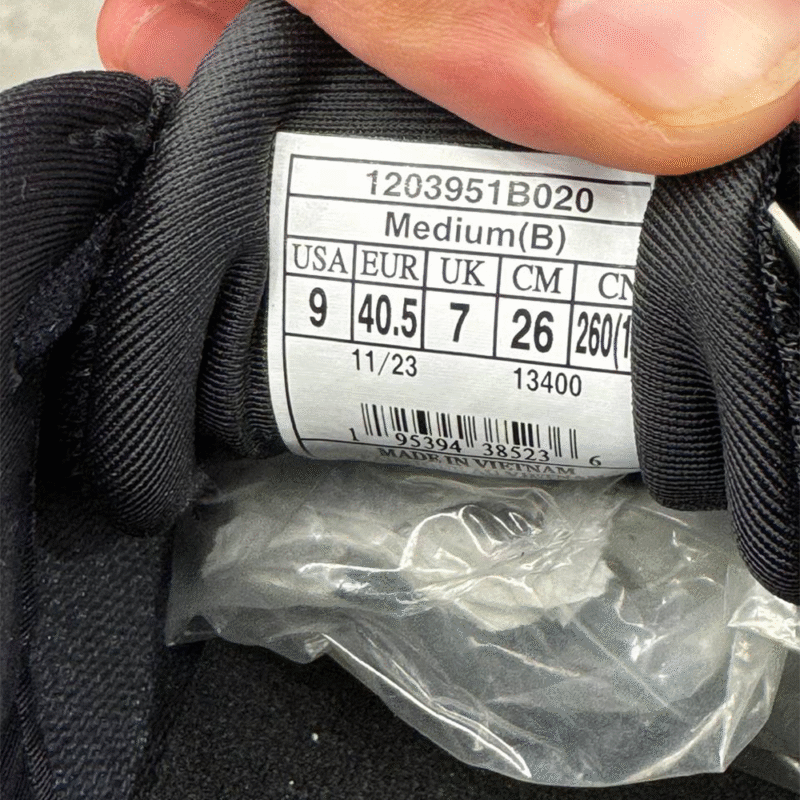 1203951B020
Medium(B)
USA EUR UK CM
9 40.5 7 26
11/23 13400
1 95394 38523 6
MADE IN VIETNAM